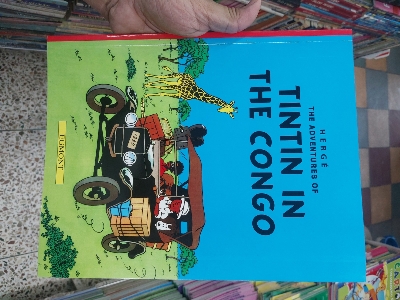 HERGÉ
THE ADVENTURES OF
TINTIN IN
THE CONGO
EGMONT